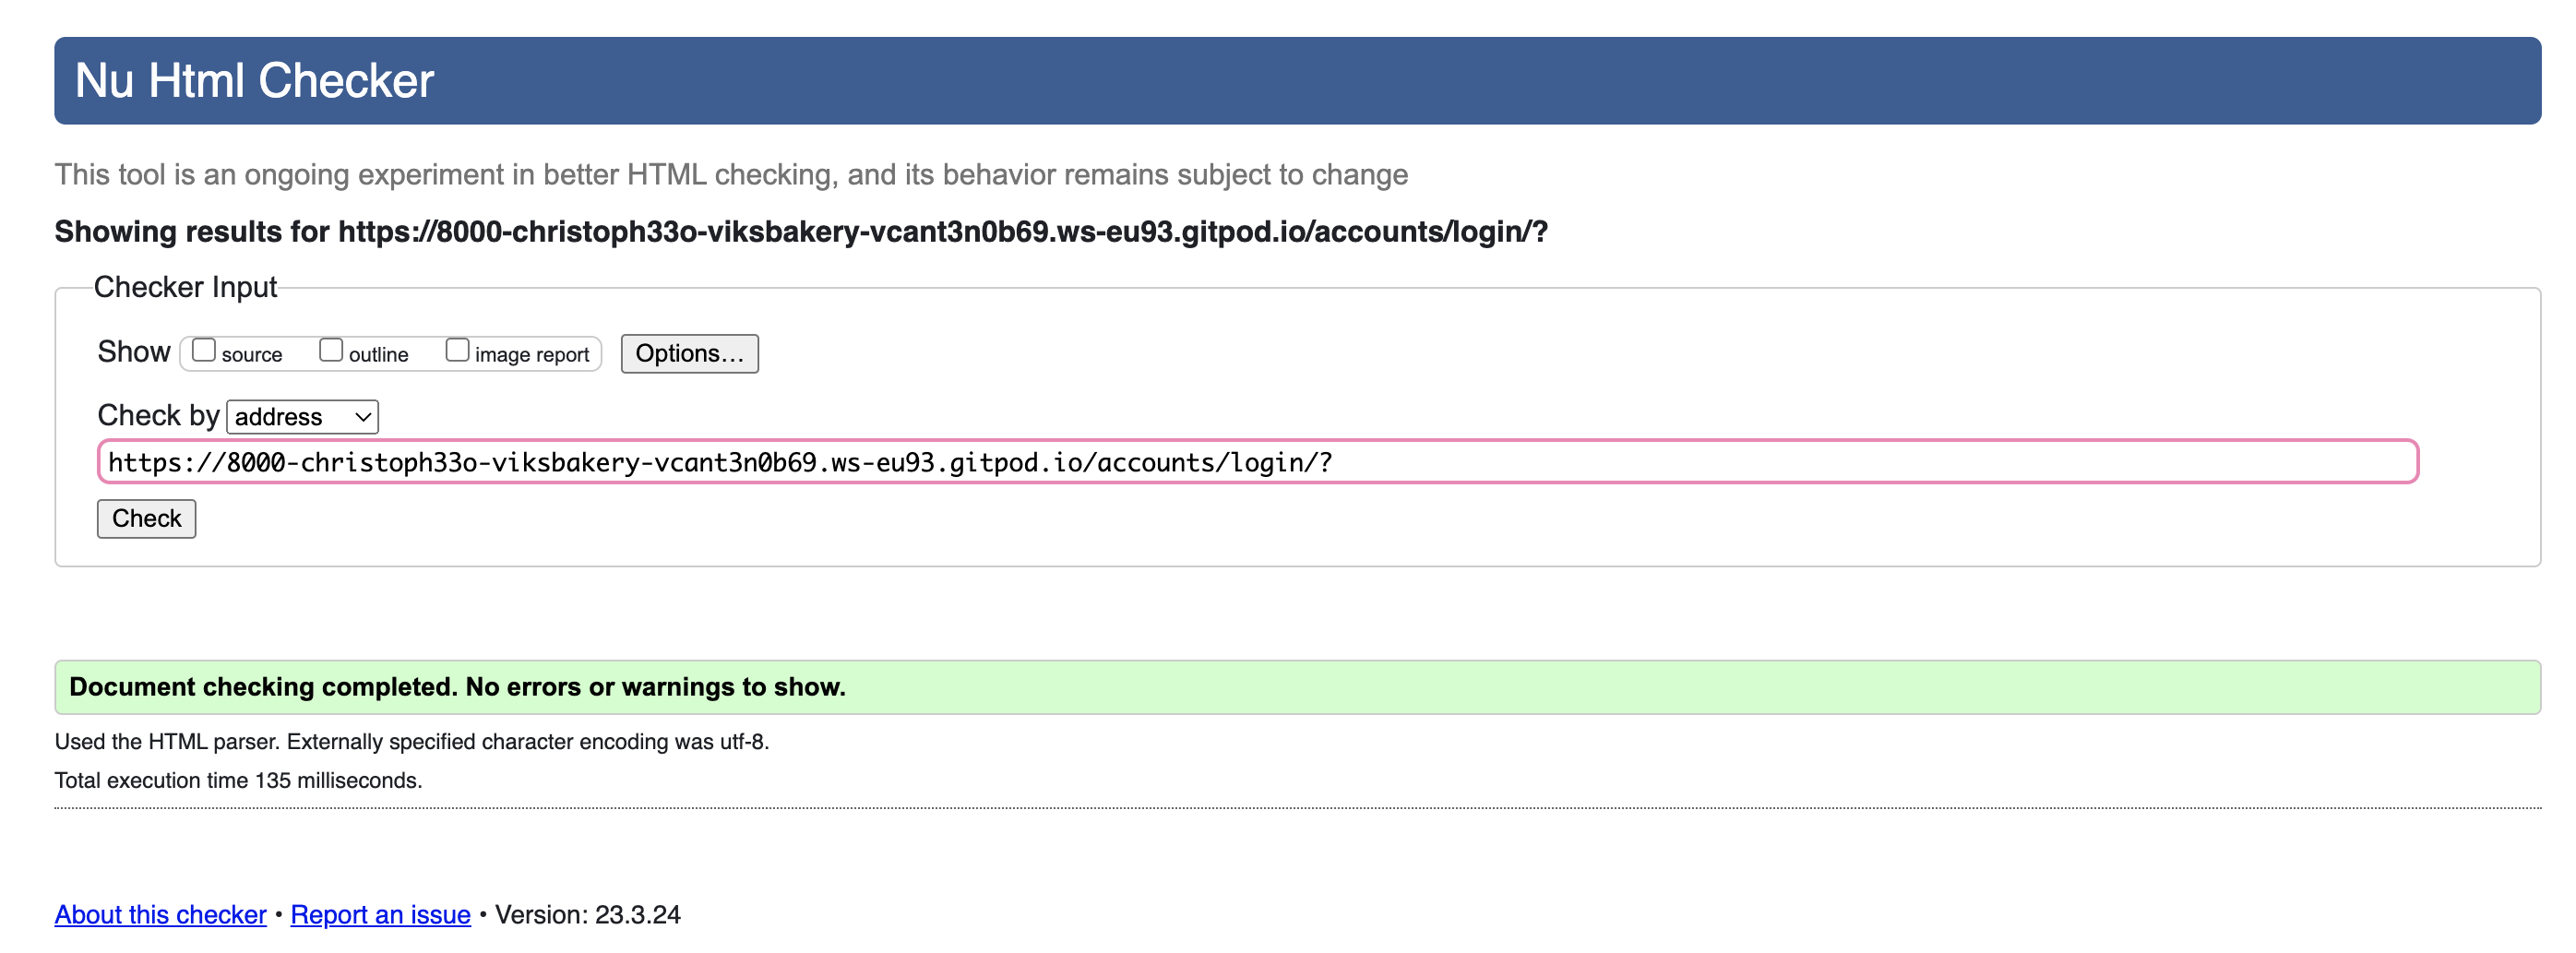 Nu Html Checker
This tool is an ongoing experiment in better HTML checking, and its behavior remains subject to change
Showing results for https://8000-christoph33o-viksbakery-vcant3n0b69.ws-eu93.gitpod.io/accounts/login/?
Checker Input
Show source outline image report Options...
Check by address
https://8000-christoph33o-viksbakery-vcant3n0b69.ws-eu93.gitpod.io/accounts/login/?
Check
Document checking completed. No errors or warnings to show.
Used the HTML parser. Externally specified character encoding was utf-8.
Total execution time 135 milliseconds.
About this checker • Report an issue • Version: 23.3.24